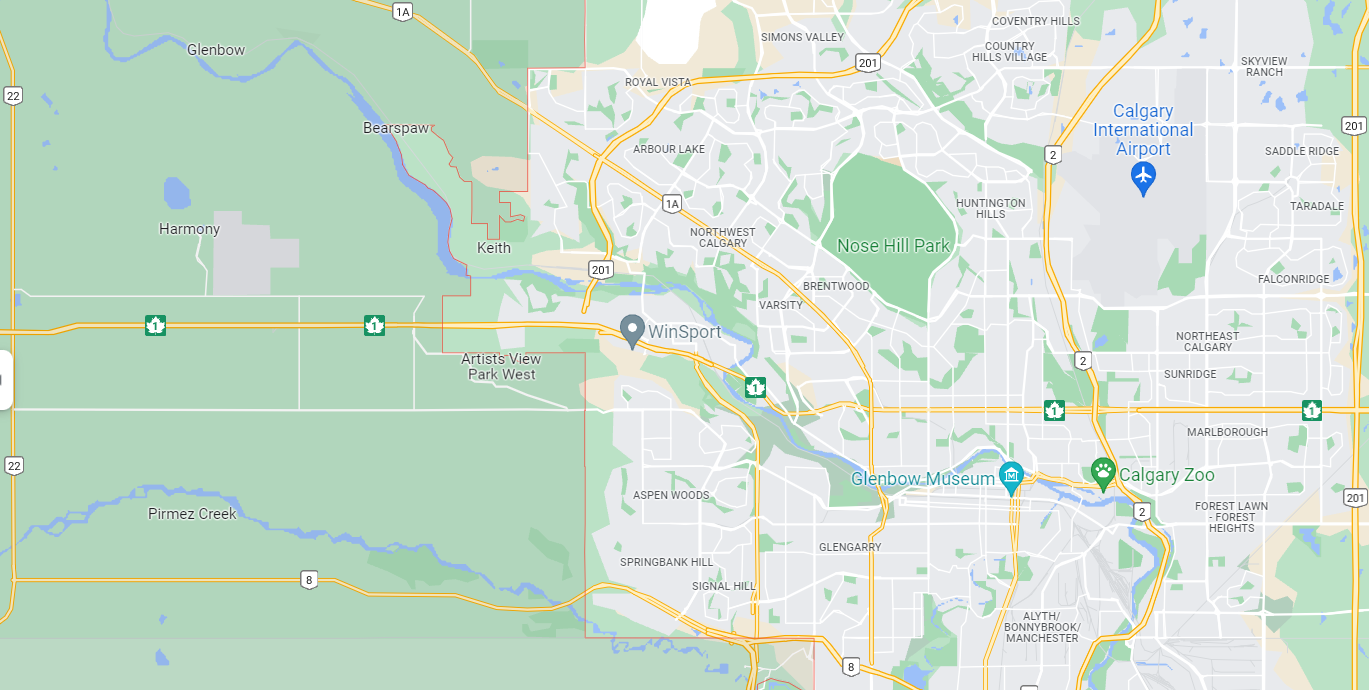 1A
COVENTRY HILLS
SIMONS VALLEY
Glenbow
COUNTRY
HILLS VILLAGE
201
SKYVIEW
RANCH
ROYAL VISTA
22
Calgary
International
Airport
Bearspaw
201
ARBOUR LAKE
2
SADDLE RIDGE
1A
HUNTINGTON
HILLS
TARADALE
Harmony
NORTHWEST
CALGARY
Keith
Nose Hill Park
201
FALCONRIDGE
BRENTWOOD
VARSITY
1
1
WinSport
NORTHEAST
CALGARY
Artists View
Park West
2
SUNRIDGE
1
1
1
MARLBOROUGH
22
Glenbow Museum
Calgary Zoo
ASPEN WOODS
201
Pirmez Creek
2
FOREST LAWN
- FOREST
HEIGHTS
GLENGARRY
SPRINGBANK HILL
8
SIGNAL HILL
ALYTH/
BONNYBROOK/
MANCHESTER
8